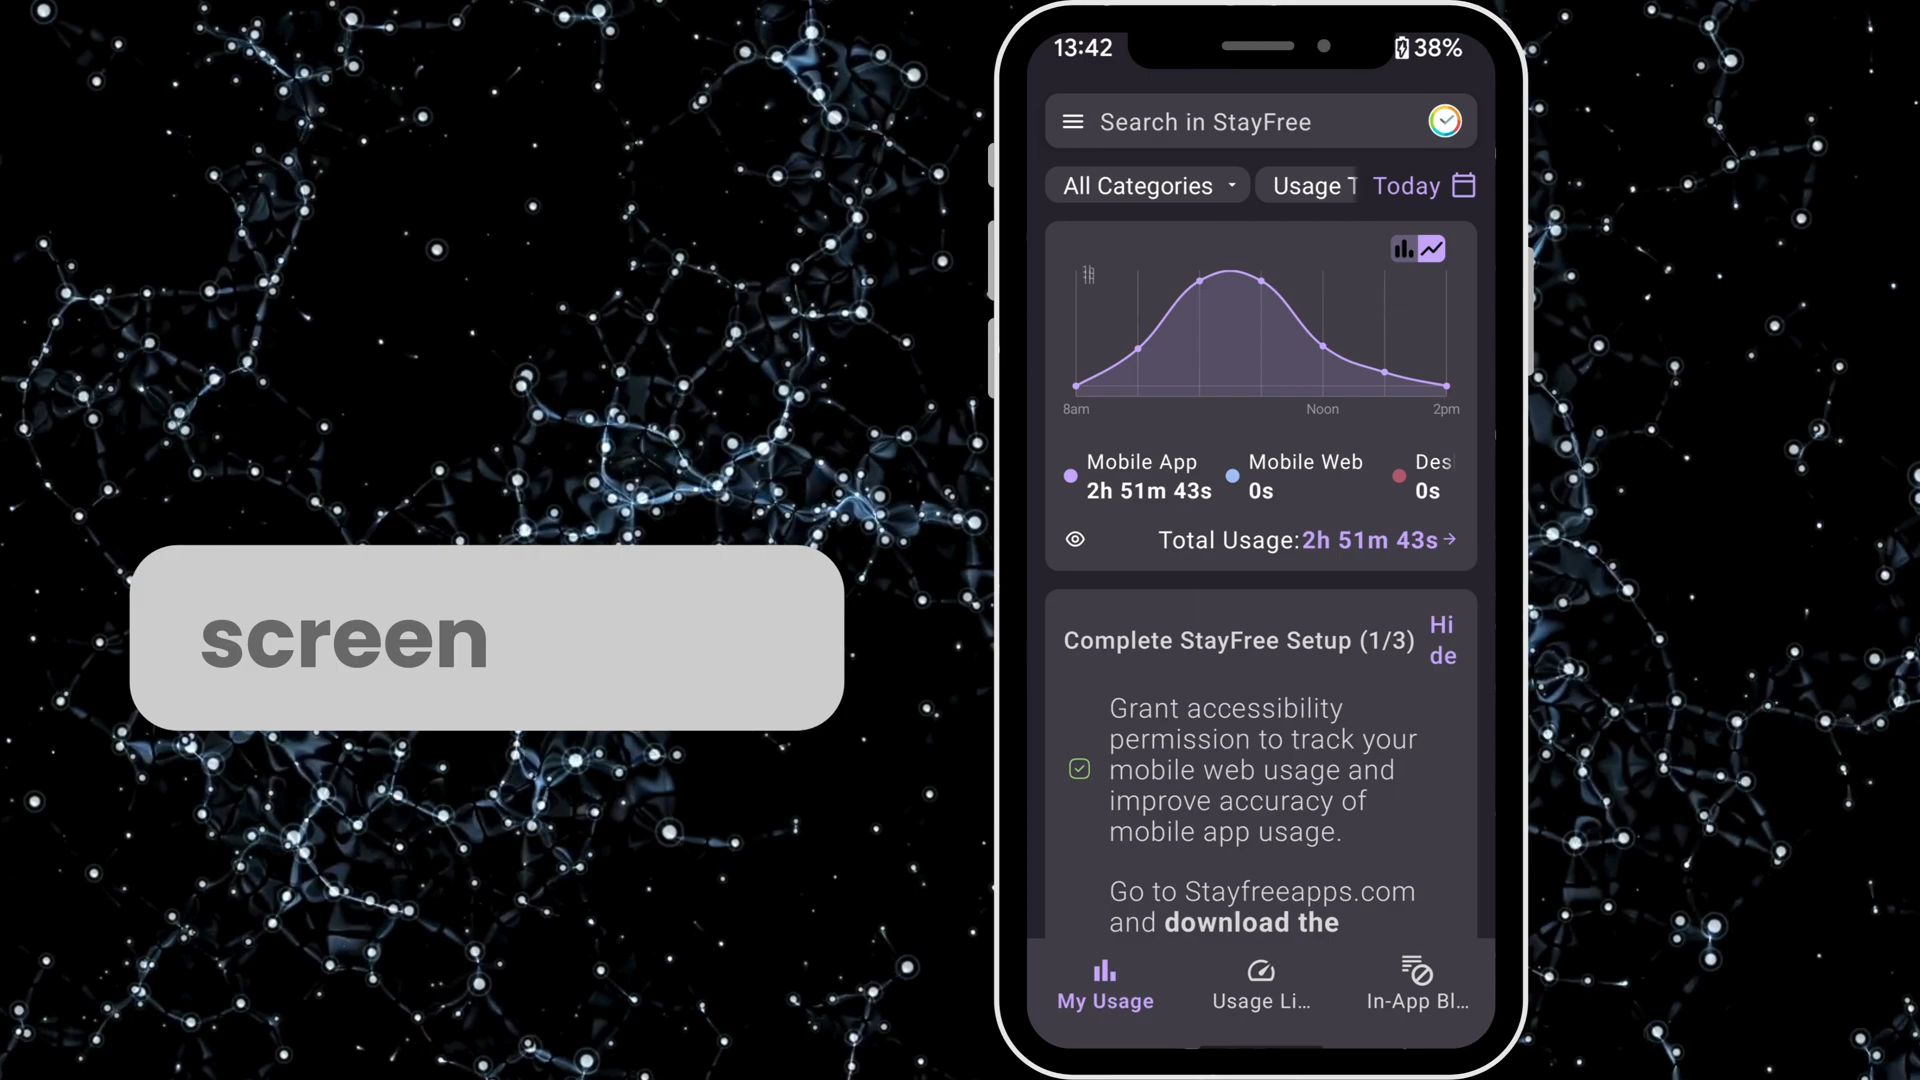 screen
13:42
38%
Search in StayFree
All Categories
Usage T
Today
8am
Noon
2pm
Mobile App
2h 51m 43s
Mobile Web
0s
Des
0s
Total Usage:2h 51m 43s
Complete StayFree Setup (1/3)
Hi
de
Grant accessibility
permission to track your
mobile web usage and
improve accuracy of
mobile app usage.
Go to Stayfreeapps.com
and download the
My Usage
Usage Li...
In-App Bl...